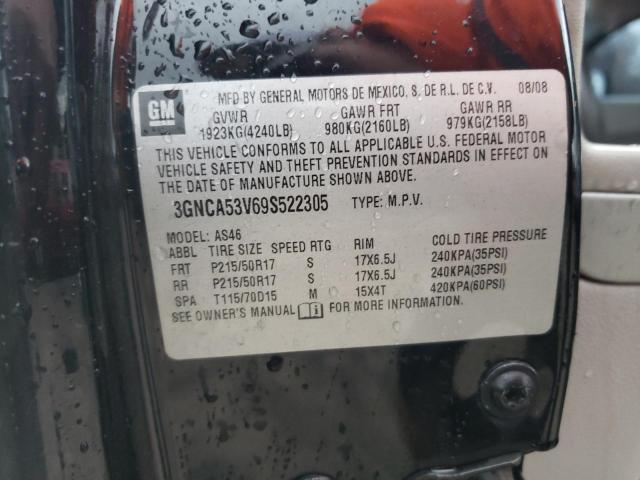 GM
MFD BY GENERAL MOTORS DE MEXICO, S. DE R.L. DE C.V. 08/08
GVWR GAWR FRT GAWR RR
1923KG(4240LB) 980KG(2160LB) 979KG(2158LB)
THIS VEHICLE CONFORMS TO ALL APPLICABLE U.S. FEDERAL MOTOR
VEHICLE SAFETY AND THEFT PREVENTION STANDARDS IN EFFECT ON
THE DATE OF MANUFACTURE SHOWN ABOVE.
3GNCA53V69S522305 TYPE: M.P.V.
MODEL: AS46
ABBL TIRE SIZE SPEED RTG RIM COLD TIRE PRESSURE
FRT P215/50R17 S 17X6.5J 240KPA(35PSI)
RR P215/50R17 S 17X6.5J 240KPA(35PSI)
SPA T115/70D15 M 15X4T 420KPA(60PSI)
SEE OWNER'S MANUAL FOR MORE INFORMATION.